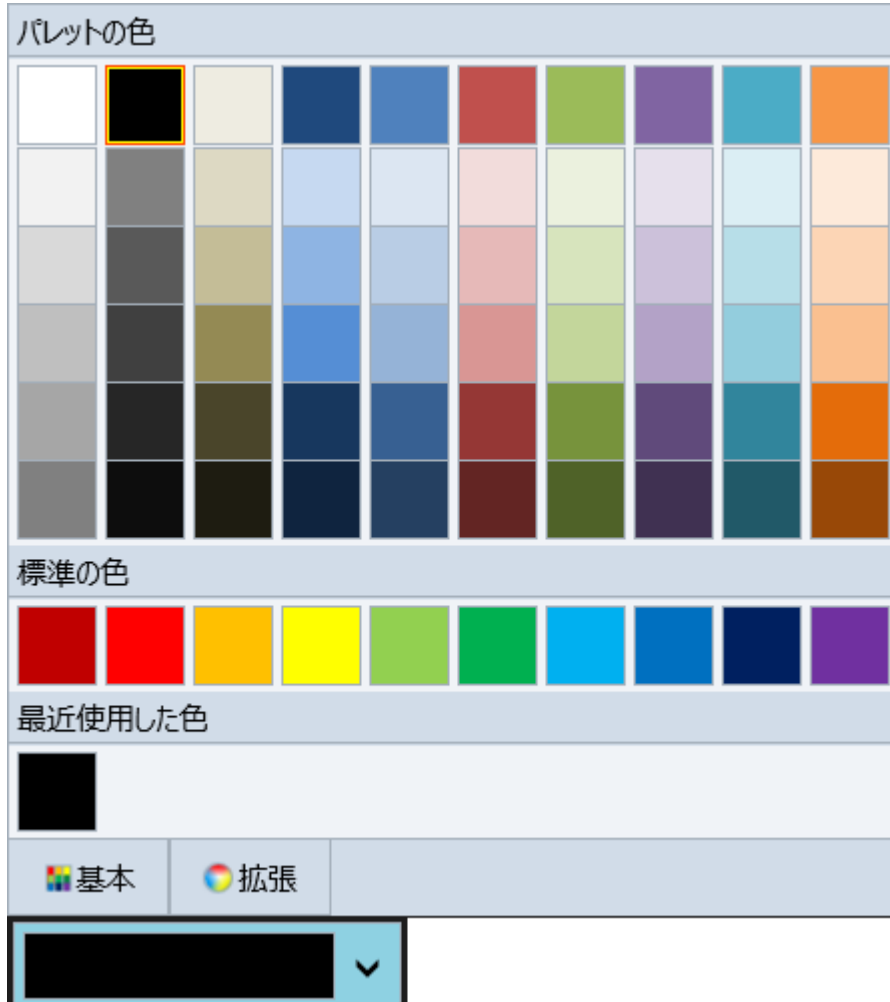 パレットの色
標準の色
最近使用した色
基本
拡張